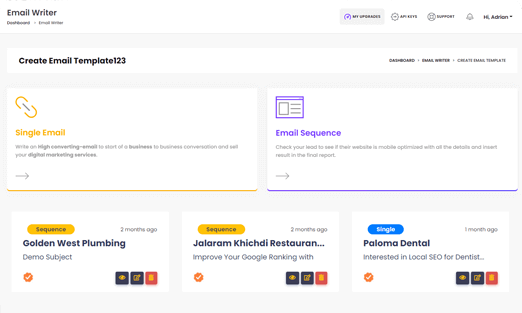 Email Writer
Dashboard • Email Writer
MY UPGRADES
API KEYS
SUPPORT
Hi, Adrian
Create Email Template123
DASHBOARD • EMAIL WRITER • CREATE EMAIL TEMPLATE
Single Email
Write an High converting-email to start of a business to business conversation and sell
your digital marketing services.
Email Sequence
Check your lead to see if their website is mobile optimized with all the details and insert
result in the final report.
Sequence
2 months ago
Golden West Plumbing
Demo Subject
Sequence
2 months ago
Jalaram Khichdi Restauran...
Improve Your Google Ranking with
Single
1 month ago
Paloma Dental
Interested in Local SEO for Dentist...